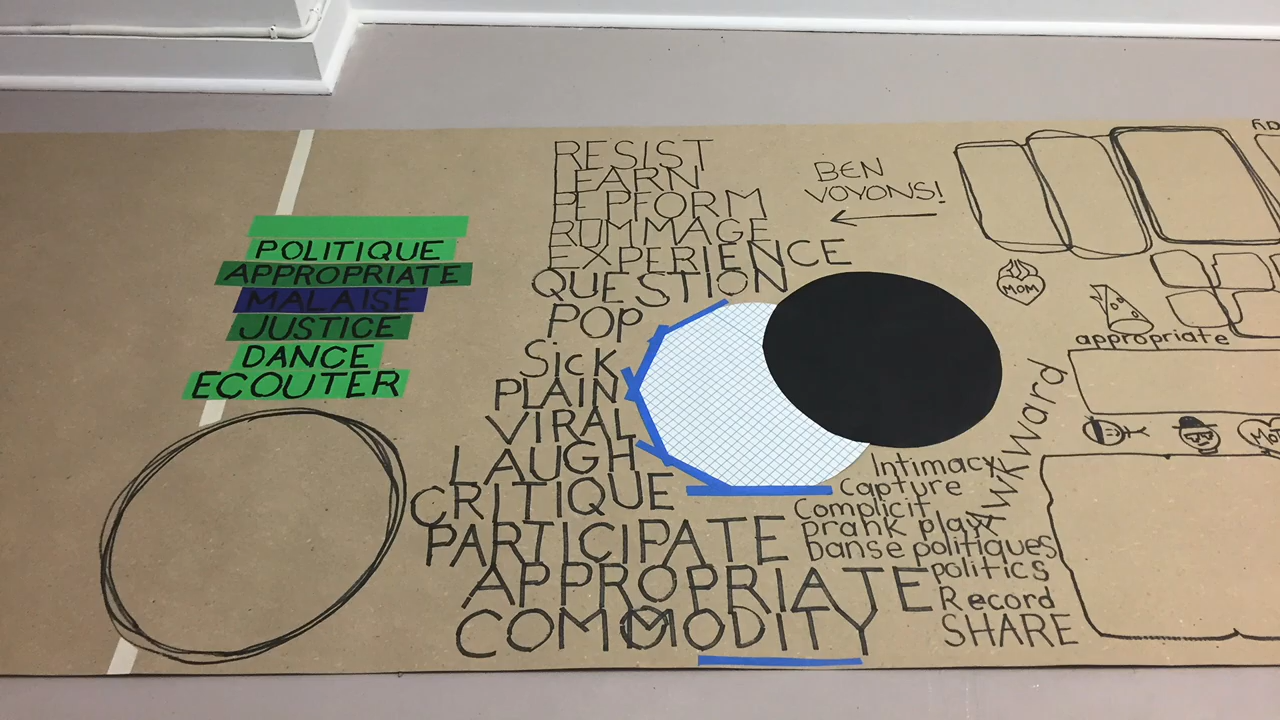 POLITIQUE
APPROPRIATE
MALAISE
JUSTICE
DANCE
ECOUTER
RESIST
LEARN
PEPFORM
RUMMAGE
EXPERIENCE
QUESTION
POP
Sick
PLAIN
VIRAL
LAUGH
CRITIQUE
PARTICIPATE
APPROPRIATE
COMMODITY
BEN
VOYONS!
Intimacy
Capture
Complicit
prank play
Danse politiques
politics
Record
SHARE
AWKWard
MOM
appropriate